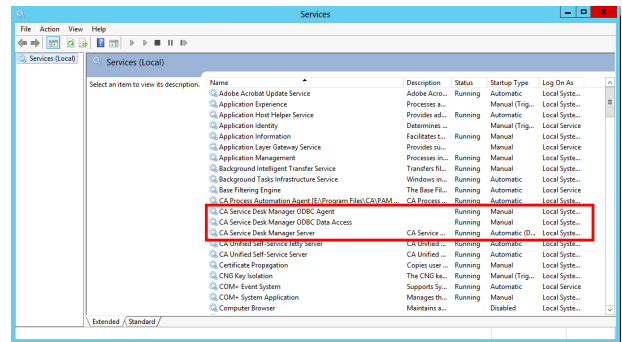 Services
File Action View Help
Services (Local)
Services (Local)
Select an item to view its description.
Name Description Status Startup Type Log On As
Adobe Acrobat Update Service Adobe Acro... Running Automatic Local Syste...
Application Experience Processes a... Manual (Trig... Local Syste...
Application Host Helper Service Provides ad... Running Automatic Local Syste...
Application Identity Determines ... Manual (Trig... Local Service
Application Information Facilitates t... Running Manual Local Syste...
Application Layer Gateway Service Provides su... Manual Local Service
Application Management Processes in... Running Manual Local Syste...
Background Intelligent Transfer Service Transfers fil... Running Manual Local Syste...
Background Tasks Infrastructure Service Windows in... Running Automatic Local Syste...
Base Filtering Engine The Base Fil... Running Automatic Local Service
CA Process Automation Agent [E:\Program Files\CA\PAM ... CA Process ... Running Automatic Local Syste...
CA Service Desk Manager ODBC Agent Running Manual Local Syste...
CA Service Desk Manager ODBC Data Access Running Manual Local Syste...
CA Service Desk Manager Server CA Service ... Running Automatic (D... Local Syste...
CA Unified Self-Service Jetty Server CA Unified ... Running Automatic Local Syste...
CA Unified Self-Service Server CA Unified ... Running Automatic Local Syste...
Certificate Propagation Copies user ... Running Manual Local Syste...
CNG Key Isolation The CNG ke... Running Manual (Trig... Local Syste...
COM+ Event System Supports Sy... Running Automatic Local Service
COM+ System Application Manages th... Running Manual Local Syste...
Computer Browser Maintains a... Disabled Local Syste...
Extended Standard